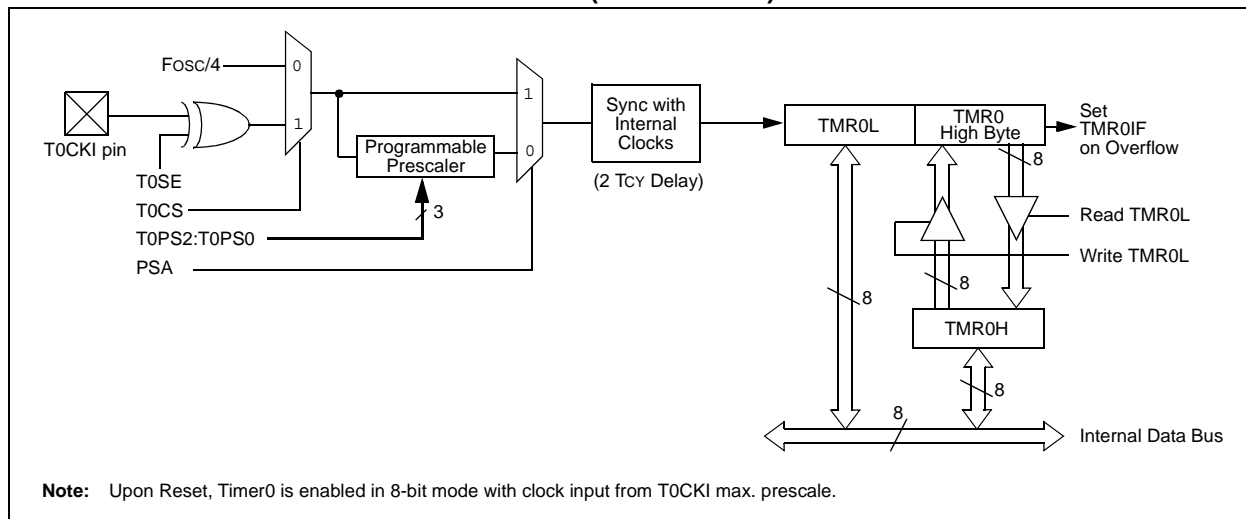 FOSC/4
0
1
T0CKI pin
T0SE
T0CS
T0PS2:T0PS0
PSA
Programmable
Prescaler
3
1
0
Sync with
Internal
Clocks
(2 TCY Delay)
TMR0L
TMR0
High Byte
Set
TMR0IF
on Overflow
8
Read TMR0L
Write TMR0L
8
8
TMR0H
8
8
Internal Data Bus
Note: Upon Reset, Timer0 is enabled in 8-bit mode with clock input from T0CKI max. prescale.